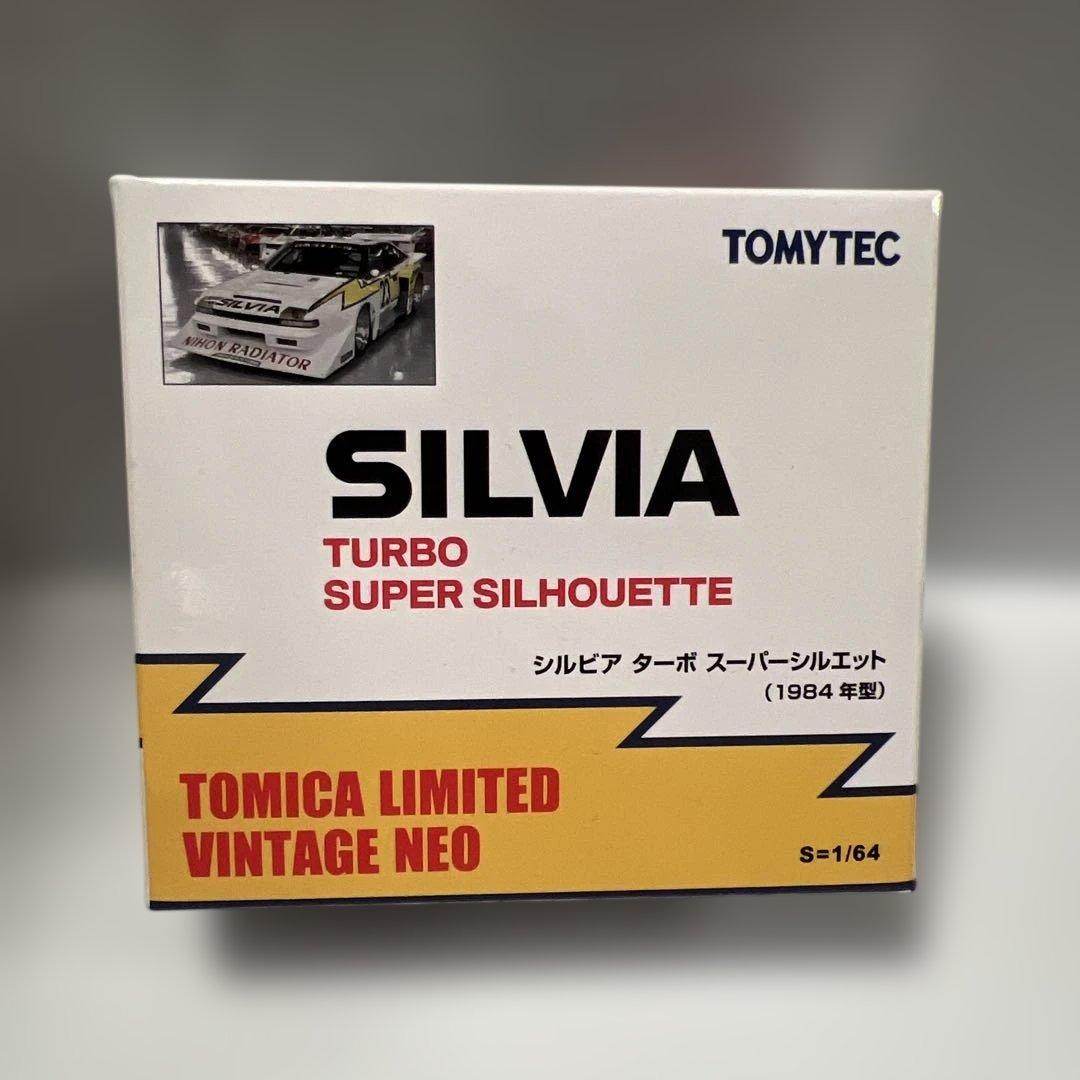 TOMYTEC
SILVIA
23
NIHON RADIATOR
SILVIA
TURBO
SUPER SILHOUETTE
シルビア ターボ スーパーシルエット
(1984 年型)
TOMICA LIMITED
VINTAGE NEO
S=1/64